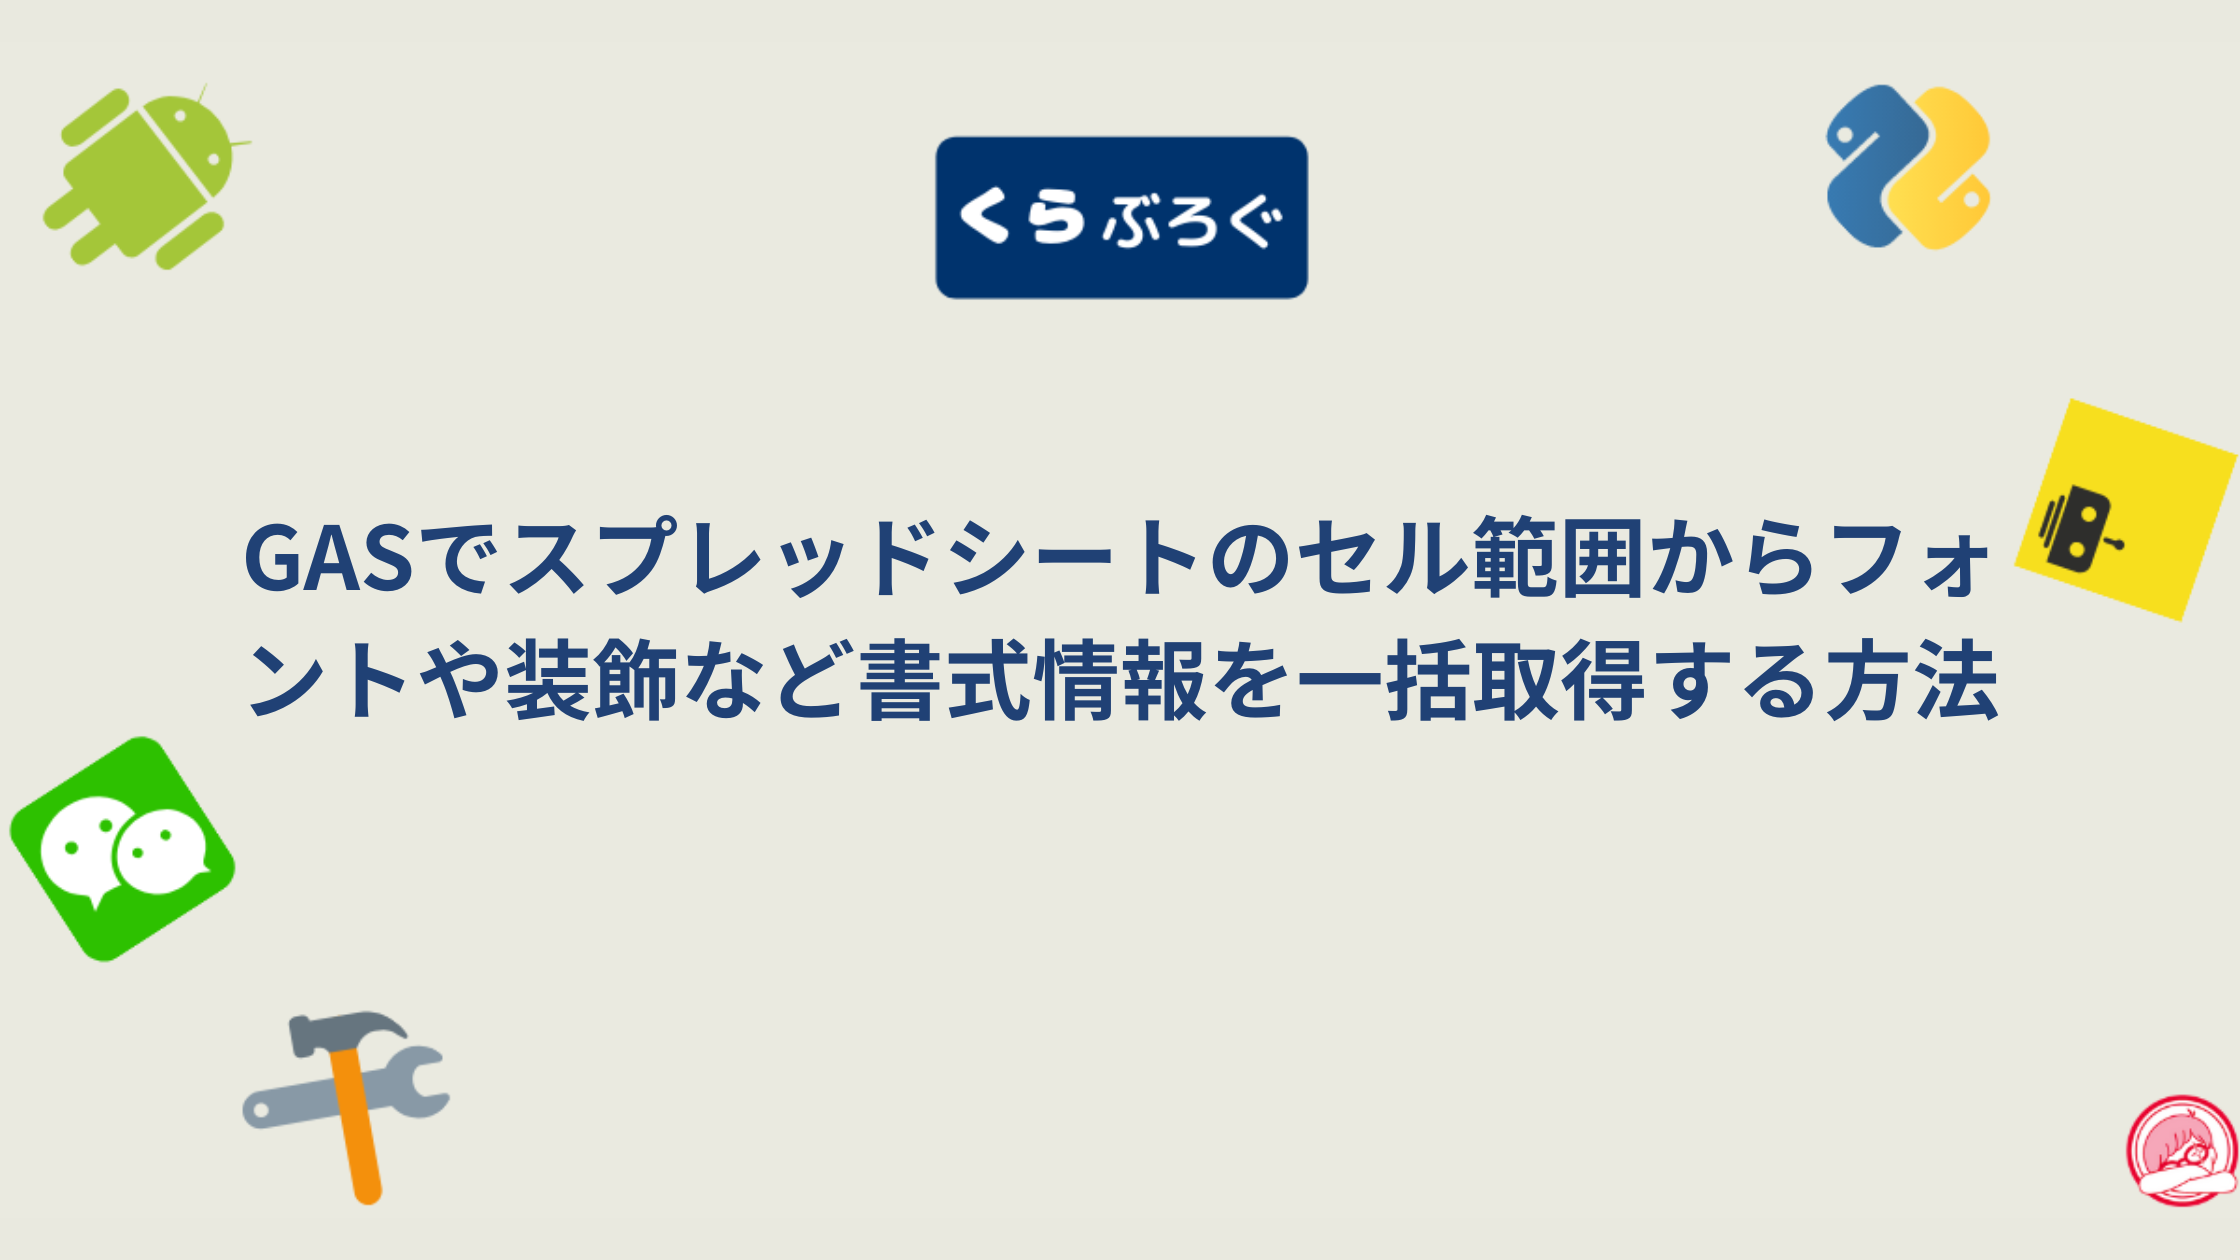 くらぶろぐ
GASでスプレッドシートのセル範囲からフォ
ントや装飾など書式情報を一括取得する方法